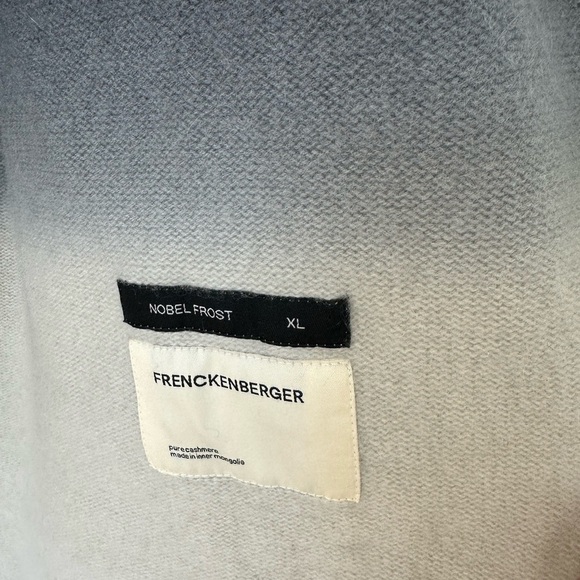 NOBEL FROST XL
FRENCKENBERGER
pure cashmere
made in inner mongolia